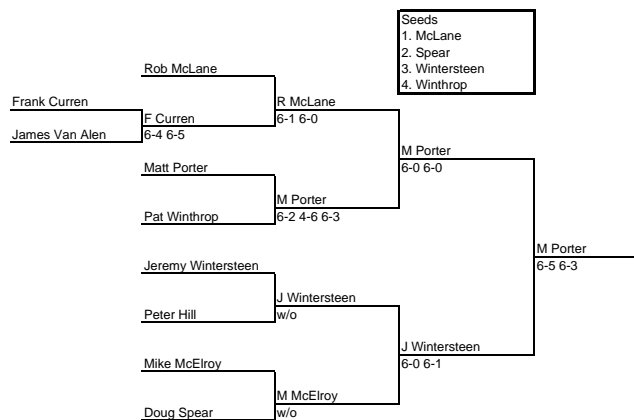 Seeds
1. McLane
2. Spear
3. Wintersteen
4. Winthrop
Rob McLane
Frank Curren
R McLane
F Curren
6-1 6-0
James Van Alen
6-4 6-5
M Porter
6-0 6-0
Matt Porter
M Porter
Pat Winthrop
6-2 4-6 6-3
M Porter
6-5 6-3
Jeremy Wintersteen
J Wintersteen
Peter Hill
w/o
J Wintersteen
6-0 6-1
Mike McElroy
M McElroy
Doug Spear
w/o